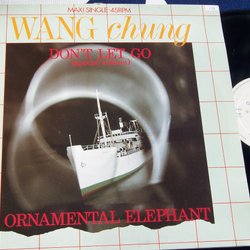 MAXI SINGLE-45RPM
WANG chung
DON'T LET GO
ORNAMENTAL ELEPHANT